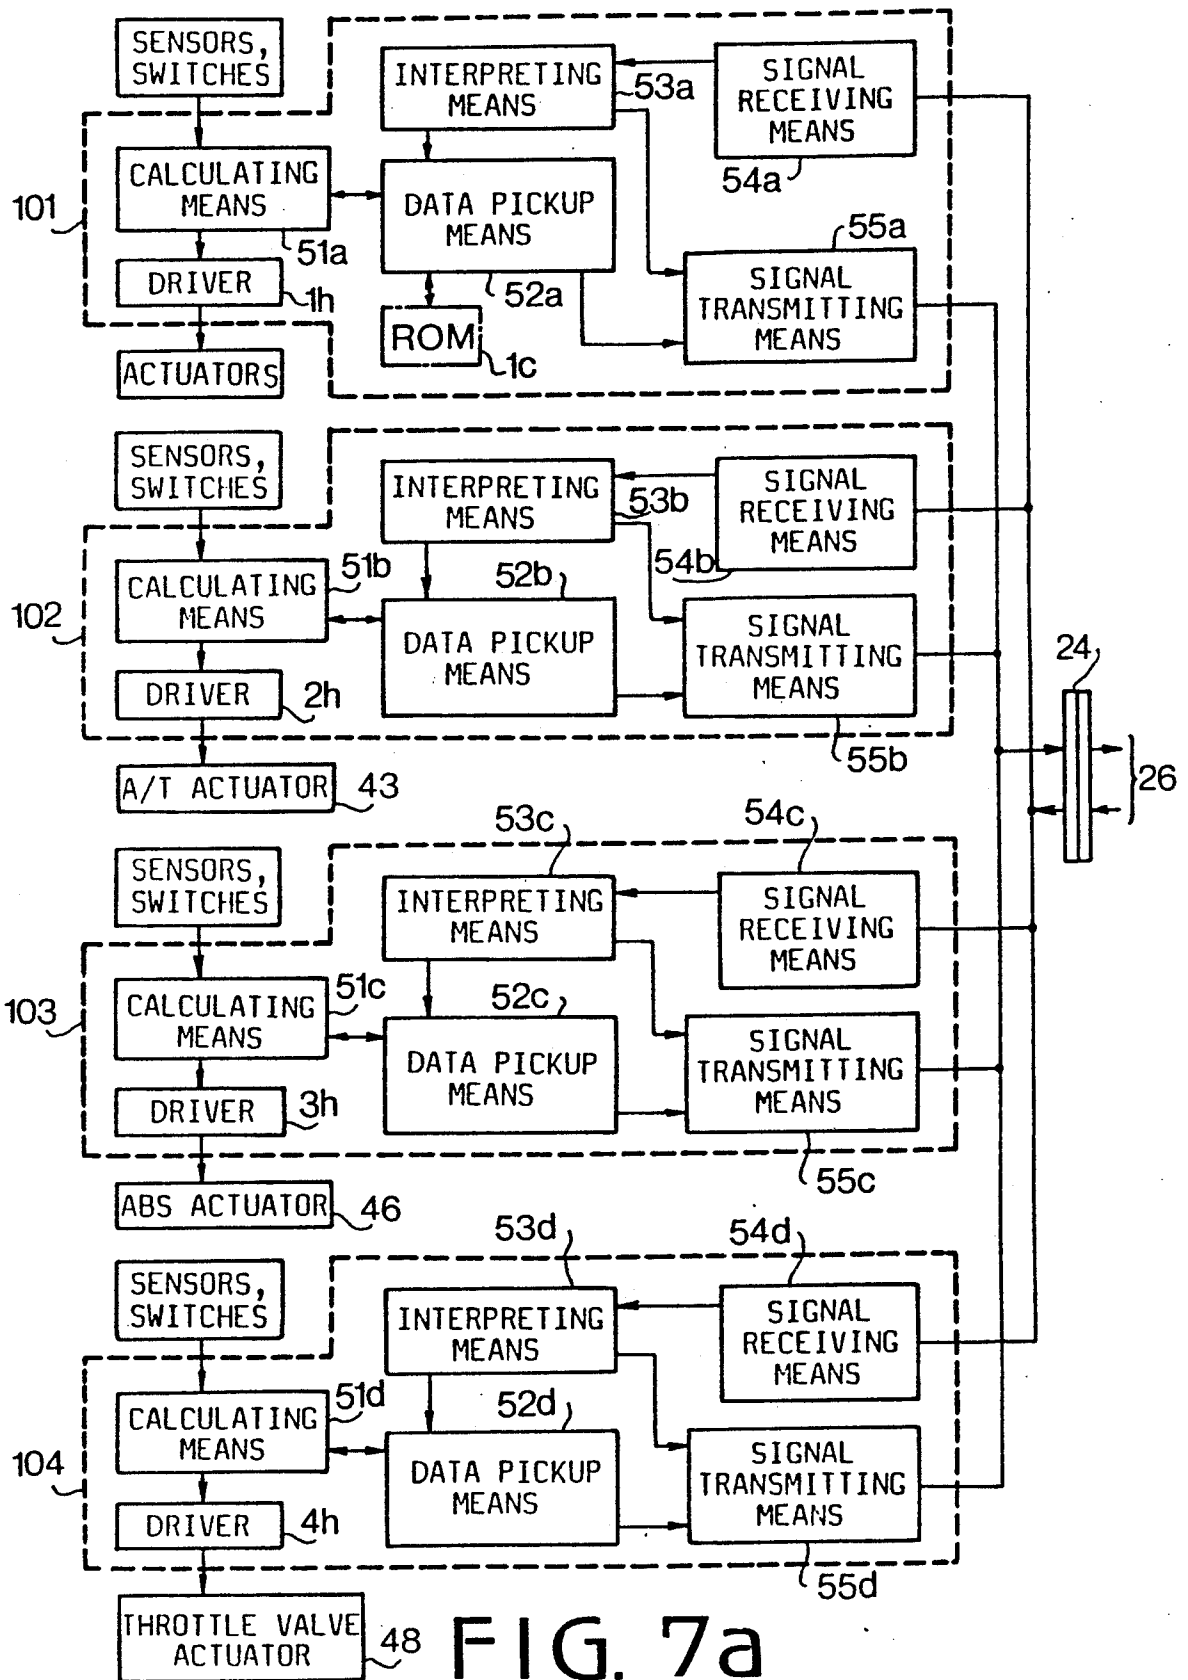 SENSORS,
SWITCHES
INTERPRETING
MEANS
53a
SIGNAL
RECEIVING
MEANS
54a
101
CALCULATING
MEANS
51a
DATA PICKUP
MEANS
52a
55a
SIGNAL
TRANSMITTING
MEANS
DRIVER
1h
ROM
1c
ACTUATORS
SENSORS,
SWITCHES
INTERPRETING
MEANS
53b
SIGNAL
RECEIVING
MEANS
54b
102
CALCULATING
MEANS
51b
52b
DATA PICKUP
MEANS
SIGNAL
TRANSMITTING
MEANS
55b
DRIVER
2h
A/T ACTUATOR
43
24
26
SENSORS,
SWITCHES
53c
INTERPRETING
MEANS
54c
SIGNAL
RECEIVING
MEANS
103
CALCULATING
MEANS
51c
52c
DATA PICKUP
MEANS
SIGNAL
TRANSMITTING
MEANS
55c
DRIVER
3h
ABS ACTUATOR
46
SENSORS,
SWITCHES
53d
INTERPRETING
MEANS
54d
SIGNAL
RECEIVING
MEANS
104
CALCULATING
MEANS
51d
52d
DATA PICKUP
MEANS
SIGNAL
TRANSMITTING
MEANS
55d
DRIVER
4h
THROTTLE VALVE
ACTUATOR
48
FIG. 7a